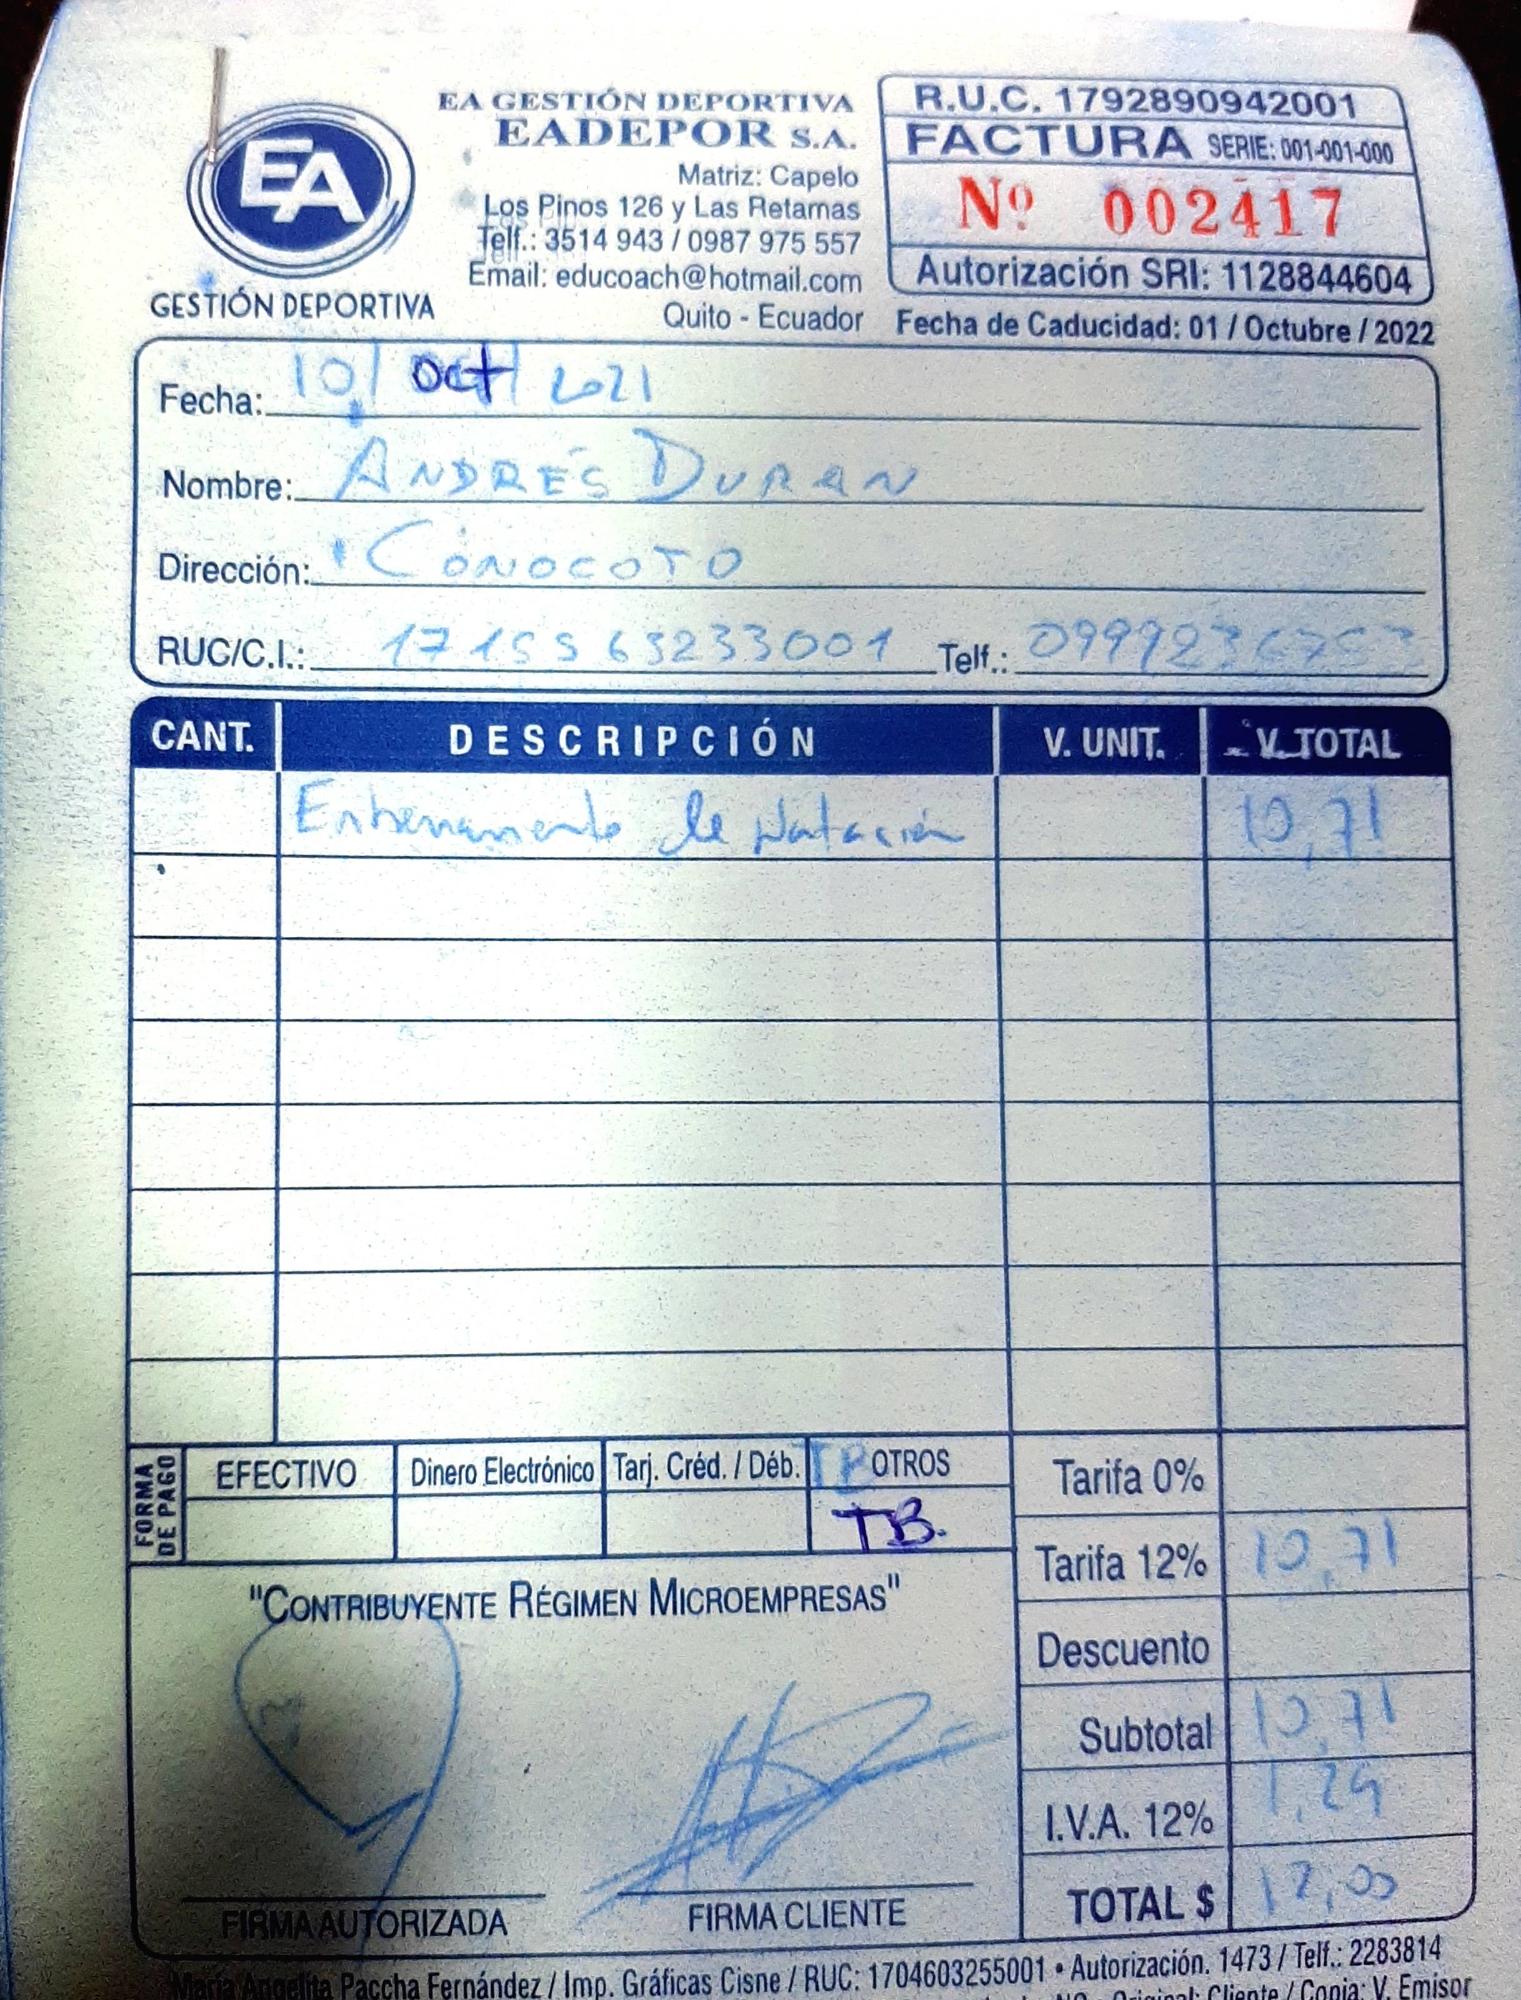 EA GESTIÓN DEPORTIVA
EADEPOR S.A.
Matriz: Capelo
Los Pinos 126 y Las Retamas
Telf.: 3514 943 / 0987 975 557
Email: educoach@hotmail.com
Quito - Ecuador
EA
GESTIÓN DEPORTIVA
R.U.C. 1792890942001
FACTURA SERIE: 001-001-000
Nº 002417
Autorización SRI: 1128844604
Fecha de Caducidad: 01 / Octubre / 2022
Fecha: 10/ Oct/ 2021
Nombre: ANDRÉS DURAN
Dirección: CONOCOTO
RUC/C.I.: 1715563233001 Telf.:
CANT. DESCRIPCIÓN V. UNIT. V. TOTAL
Entrenamiento de Natación 10,71
FORMA DE PAGO
EFECTIVO Dinero Electrónico Tarj. Créd. / Déb. OTROS
TB.
Tarifa 0%
Tarifa 12% 10,71
Descuento
Subtotal 10,71
I.V.A. 12% 1,29
TOTAL $ 12,00
"CONTRIBUYENTE RÉGIMEN MICROEMPRESAS"
FIRMA AUTORIZADA FIRMA CLIENTE
María Angelita Paccha Fernández / Imp. Gráficas Cisne / RUC: 1704603255001 • Autorización. 1473 / Telf.: 2283814
Original: Cliente / Copia: V. Emisor